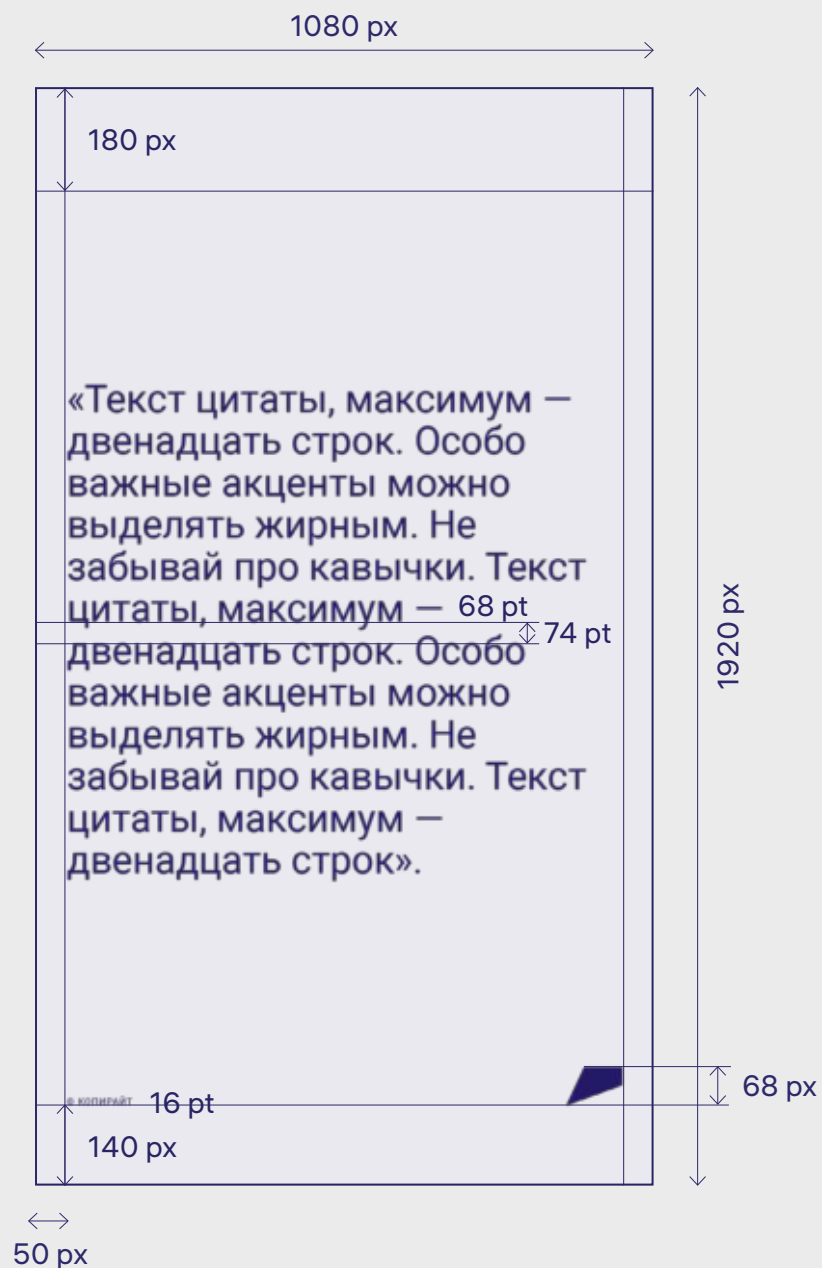 1080 px
180 px
«Текст цитаты, максимум —
двенадцать строк. Особо
важные акценты можно
выделять жирным. Не
забывай про кавычки. Текст
цитаты, максимум —
68 pt
74 pt
двенадцать строк. Особо
важные акценты можно
выделять жирным. Не
забывай про кавычки. Текст
цитаты, максимум —
двенадцать строк».
1920 px
68 px
© КОПИРАЙТ
16 pt
140 px
50 px